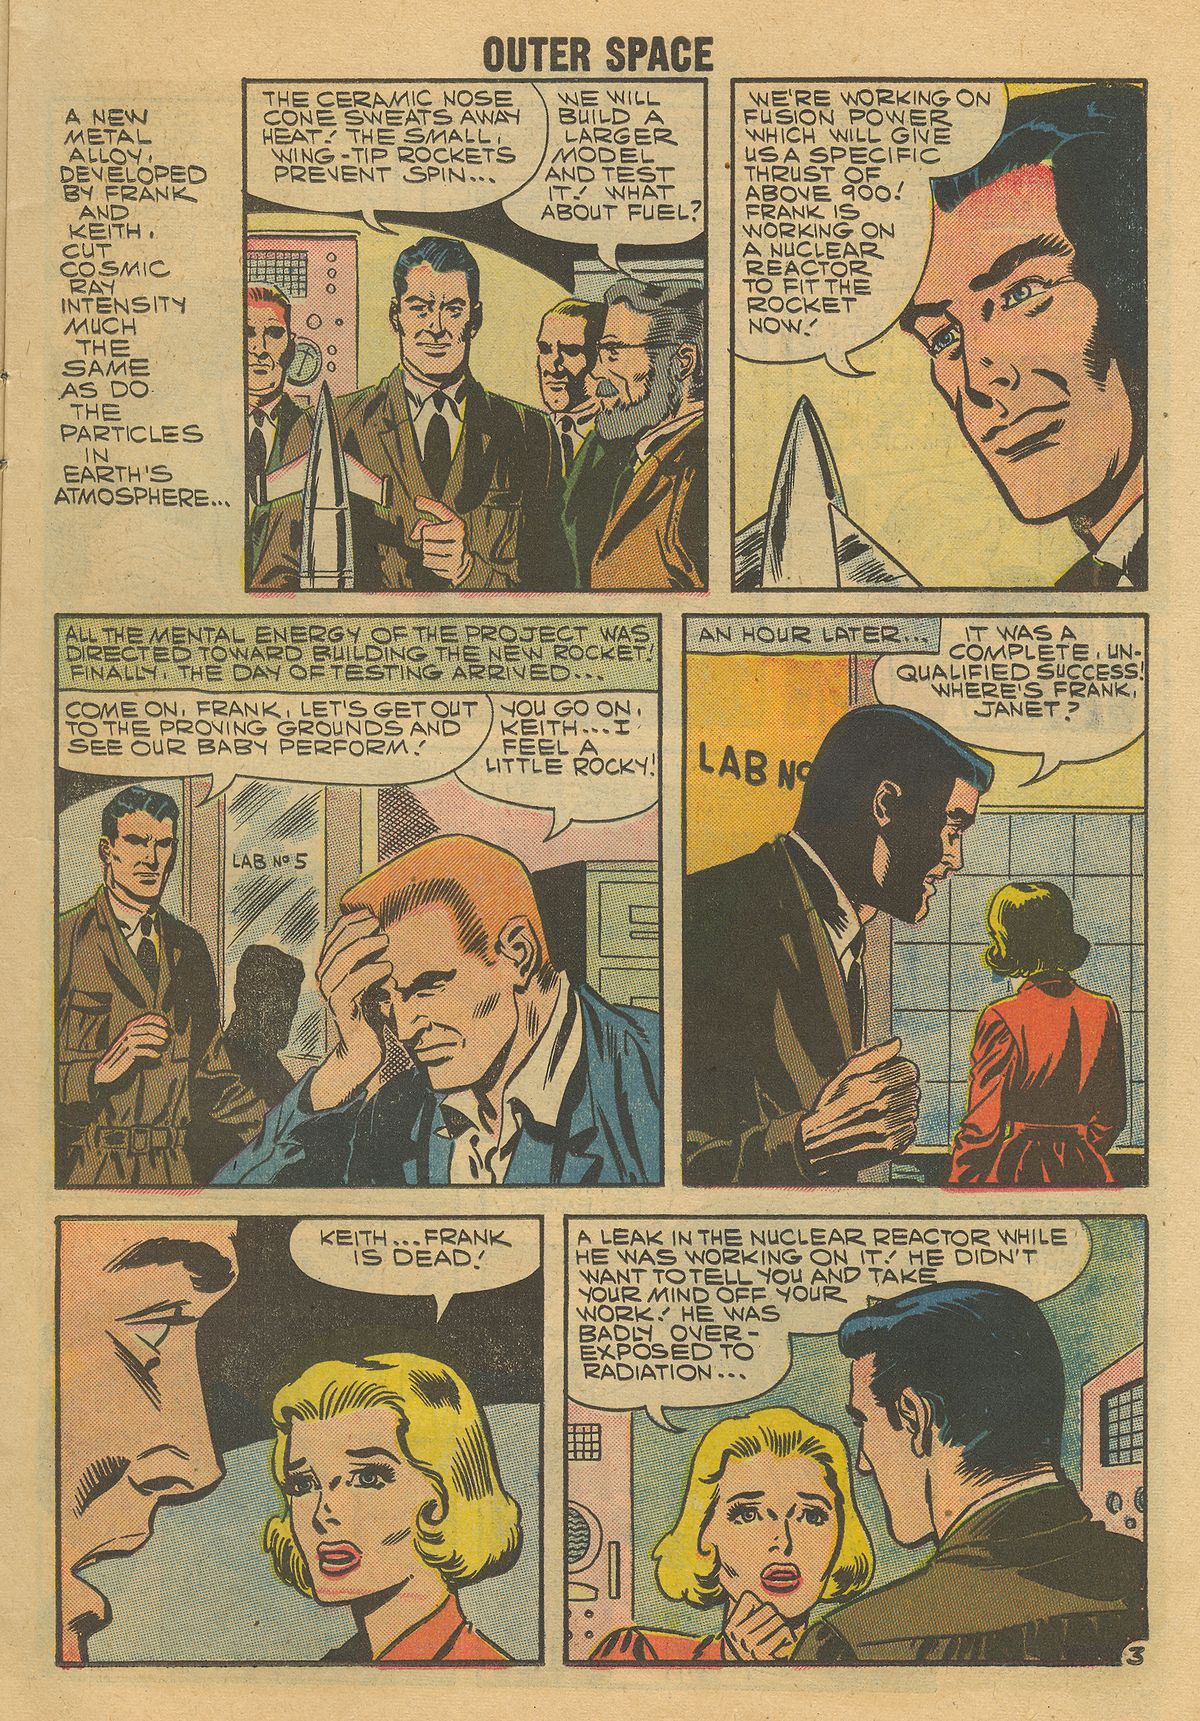 OUTER SPACE
A NEW
METAL
ALLOY,
DEVELOPED
BY FRANK
AND
KEITH,
CUT
COSMIC
RAY
INTENSITY
MUCH
THE
SAME
AS DO
THE
PARTICLES
IN
EARTH'S
ATMOSPHERE...
THE CERAMIC NOSE
CONE SWEATS AWAY
HEAT! THE SMALL,
WING-TIP ROCKETS
PREVENT SPIN...
WE WILL
BUILD A
LARGER
MODEL
AND TEST
IT! WHAT
ABOUT FUEL?
WE'RE WORKING ON
FUSION POWER
WHICH WILL GIVE
US A SPECIFIC
THRUST OF
ABOVE 900!
FRANK IS
WORKING ON
A NUCLEAR
REACTOR
TO FIT THE
ROCKET
NOW!
ALL THE MENTAL ENERGY OF THE PROJECT WAS
DIRECTED TOWARD BUILDING THE NEW ROCKET!
FINALLY, THE DAY OF TESTING ARRIVED...
COME ON, FRANK, LET'S GET OUT
TO THE PROVING GROUNDS AND
SEE OUR BABY PERFORM!
YOU GO ON,
KEITH...I
FEEL A
LITTLE ROCKY!
LAB No 5
AN HOUR LATER...
IT WAS A
COMPLETE, UN-
QUALIFIED SUCCESS!
WHERE'S FRANK,
JANET?
LAB No
KEITH...FRANK
IS DEAD!
A LEAK IN THE NUCLEAR REACTOR WHILE
HE WAS WORKING ON IT! HE DIDN'T
WANT TO TELL YOU AND TAKE
YOUR MIND OFF YOUR
WORK! HE WAS
BADLY OVER-
EXPOSED TO
RADIATION...
3